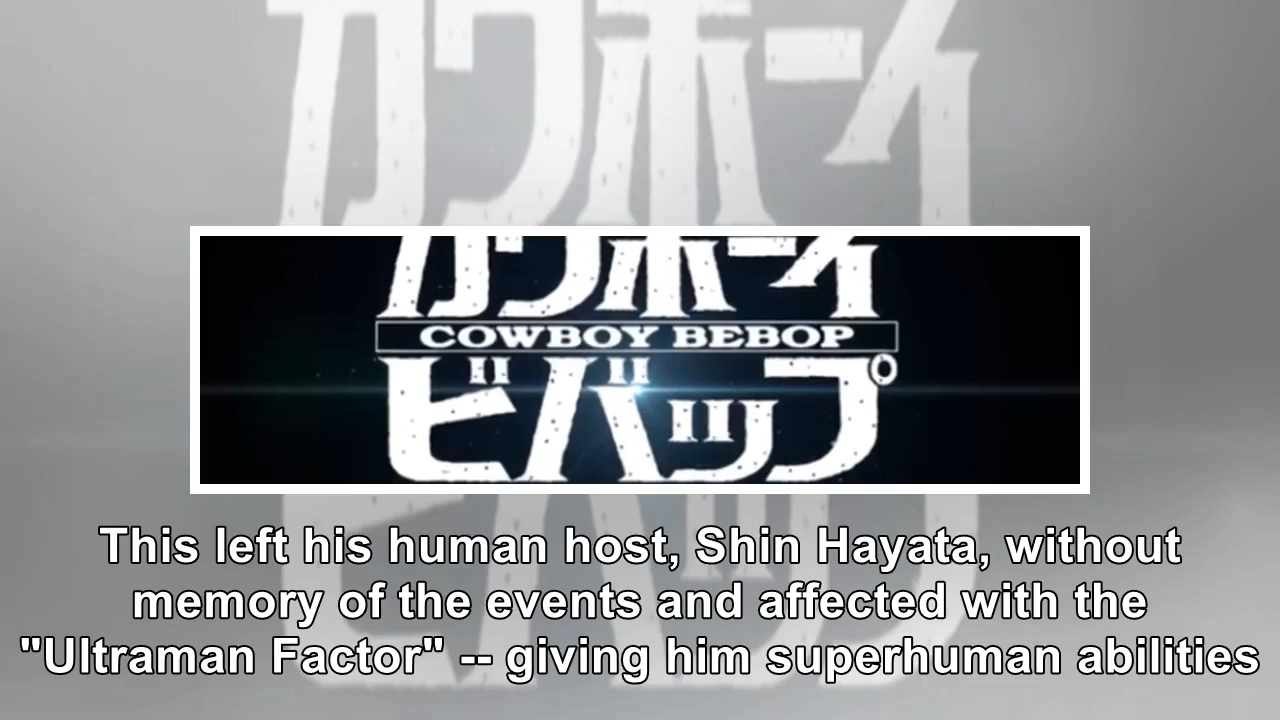 カウボーイ
COWBOY BEBOP
ビバップ
This left his human host, Shin Hayata, without
memory of the events and affected with the
"Ultraman Factor" -- giving him superhuman abilities